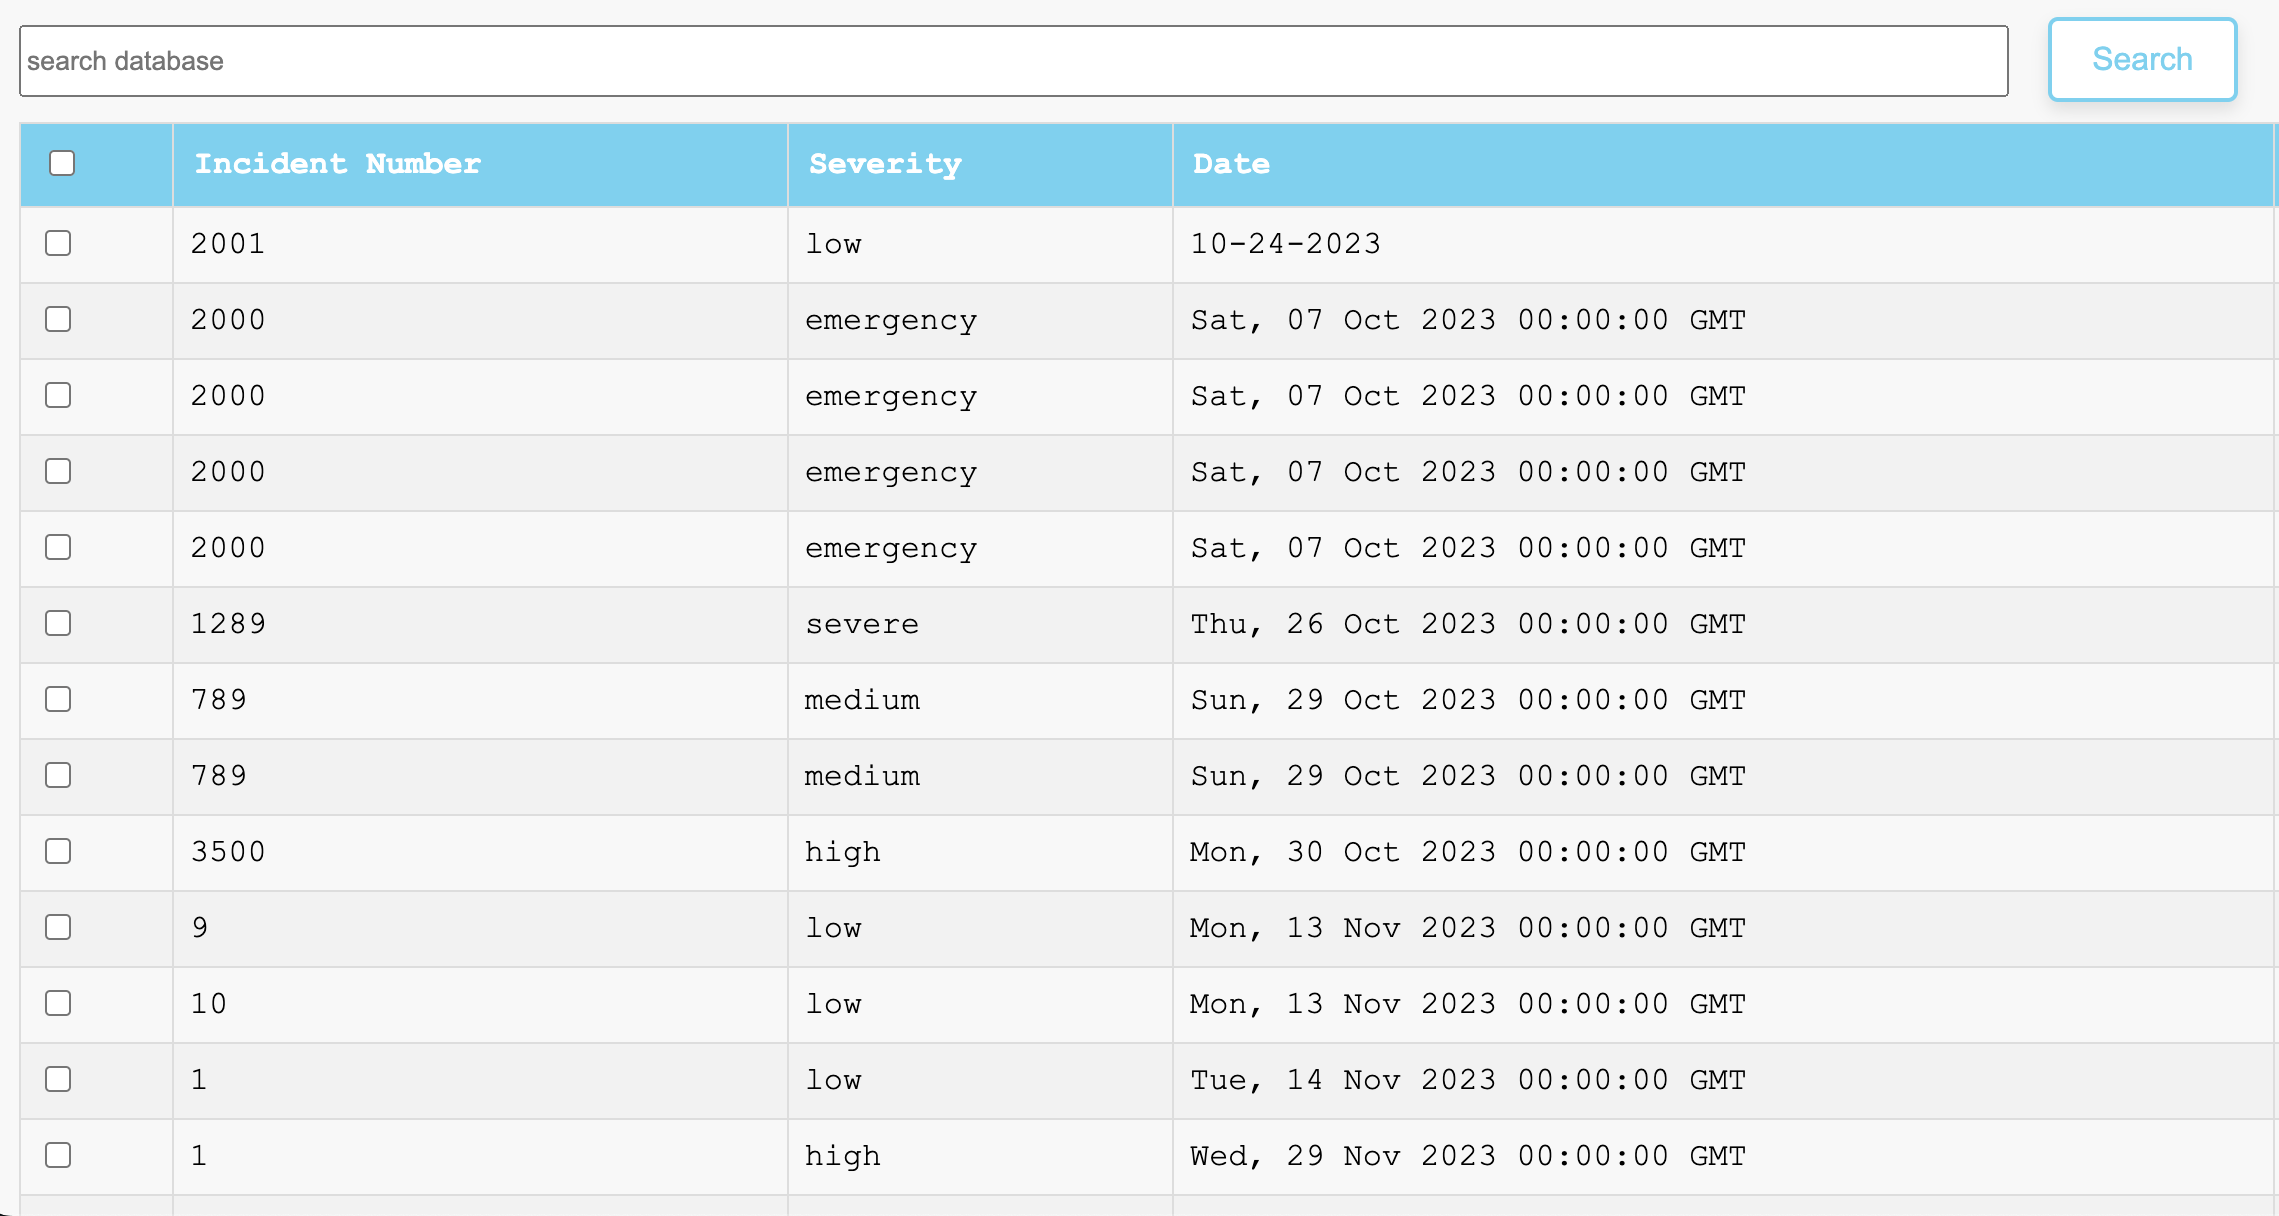 search database Search
Incident Number Severity Date
2001 low 10-24-2023
2000 emergency Sat, 07 Oct 2023 00:00:00 GMT
2000 emergency Sat, 07 Oct 2023 00:00:00 GMT
2000 emergency Sat, 07 Oct 2023 00:00:00 GMT
2000 emergency Sat, 07 Oct 2023 00:00:00 GMT
1289 severe Thu, 26 Oct 2023 00:00:00 GMT
789 medium Sun, 29 Oct 2023 00:00:00 GMT
789 medium Sun, 29 Oct 2023 00:00:00 GMT
3500 high Mon, 30 Oct 2023 00:00:00 GMT
9 low Mon, 13 Nov 2023 00:00:00 GMT
10 low Mon, 13 Nov 2023 00:00:00 GMT
1 low Tue, 14 Nov 2023 00:00:00 GMT
1 high Wed, 29 Nov 2023 00:00:00 GMT